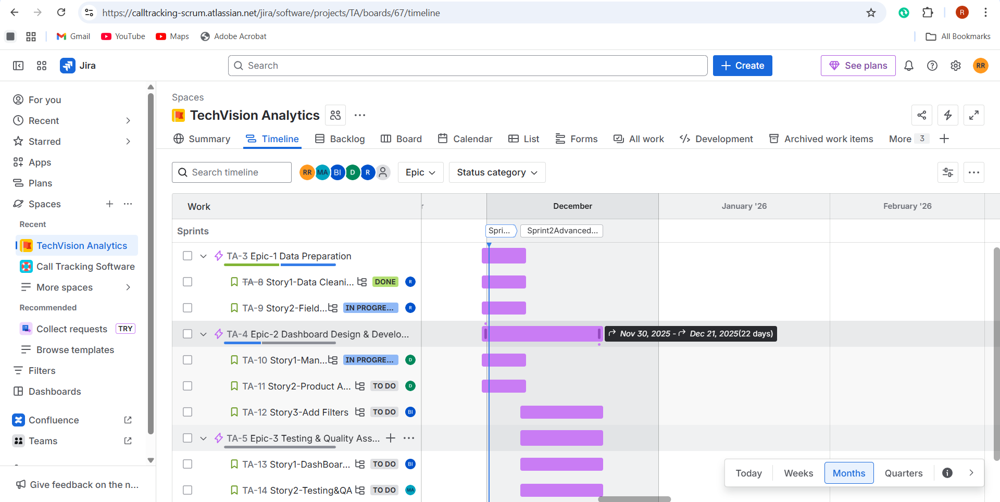 https://calltracking-scrum.atlassian.net/jira/software/projects/TA/boards/67/timeline
R
Gmail
YouTube
Maps
Adobe Acrobat
All Bookmarks
Jira
Search
Create
See plans
RR
For you
Recent
Starred
Apps
Plans
Spaces
Recent
TechVision Analytics
Call Tracking Software
More spaces
Recommended
Collect requests TRY
Browse templates
Filters
Dashboards
Confluence
Teams
Give feedback on the n...
Spaces
TechVision Analytics
Summary Timeline Backlog Board Calendar List Forms All work Development Archived work items More 3
Search timeline
RR MA BI D R
Epic
Status category
Work
December January '26 February '26
Sprints
Spri... Sprint2Advanced...
TA-3 Epic-1 Data Preparation
TA-8 Story1-Data Cleani... DONE R
TA-9 Story2-Field... IN PROGRE... R
TA-4 Epic-2 Dashboard Design & Develo...
Nov 30, 2025 - Dec 21, 2025(22 days)
TA-10 Story1-Man... IN PROGRE... D
TA-11 Story2-Product A... TO DO D
TA-12 Story3-Add Filters TO DO BI
TA-5 Epic-3 Testing & Quality Ass...
TA-13 Story1-DashBoar... TO DO BI
TA-14 Story2-Testing&QA TO DO MA
Today Weeks Months Quarters